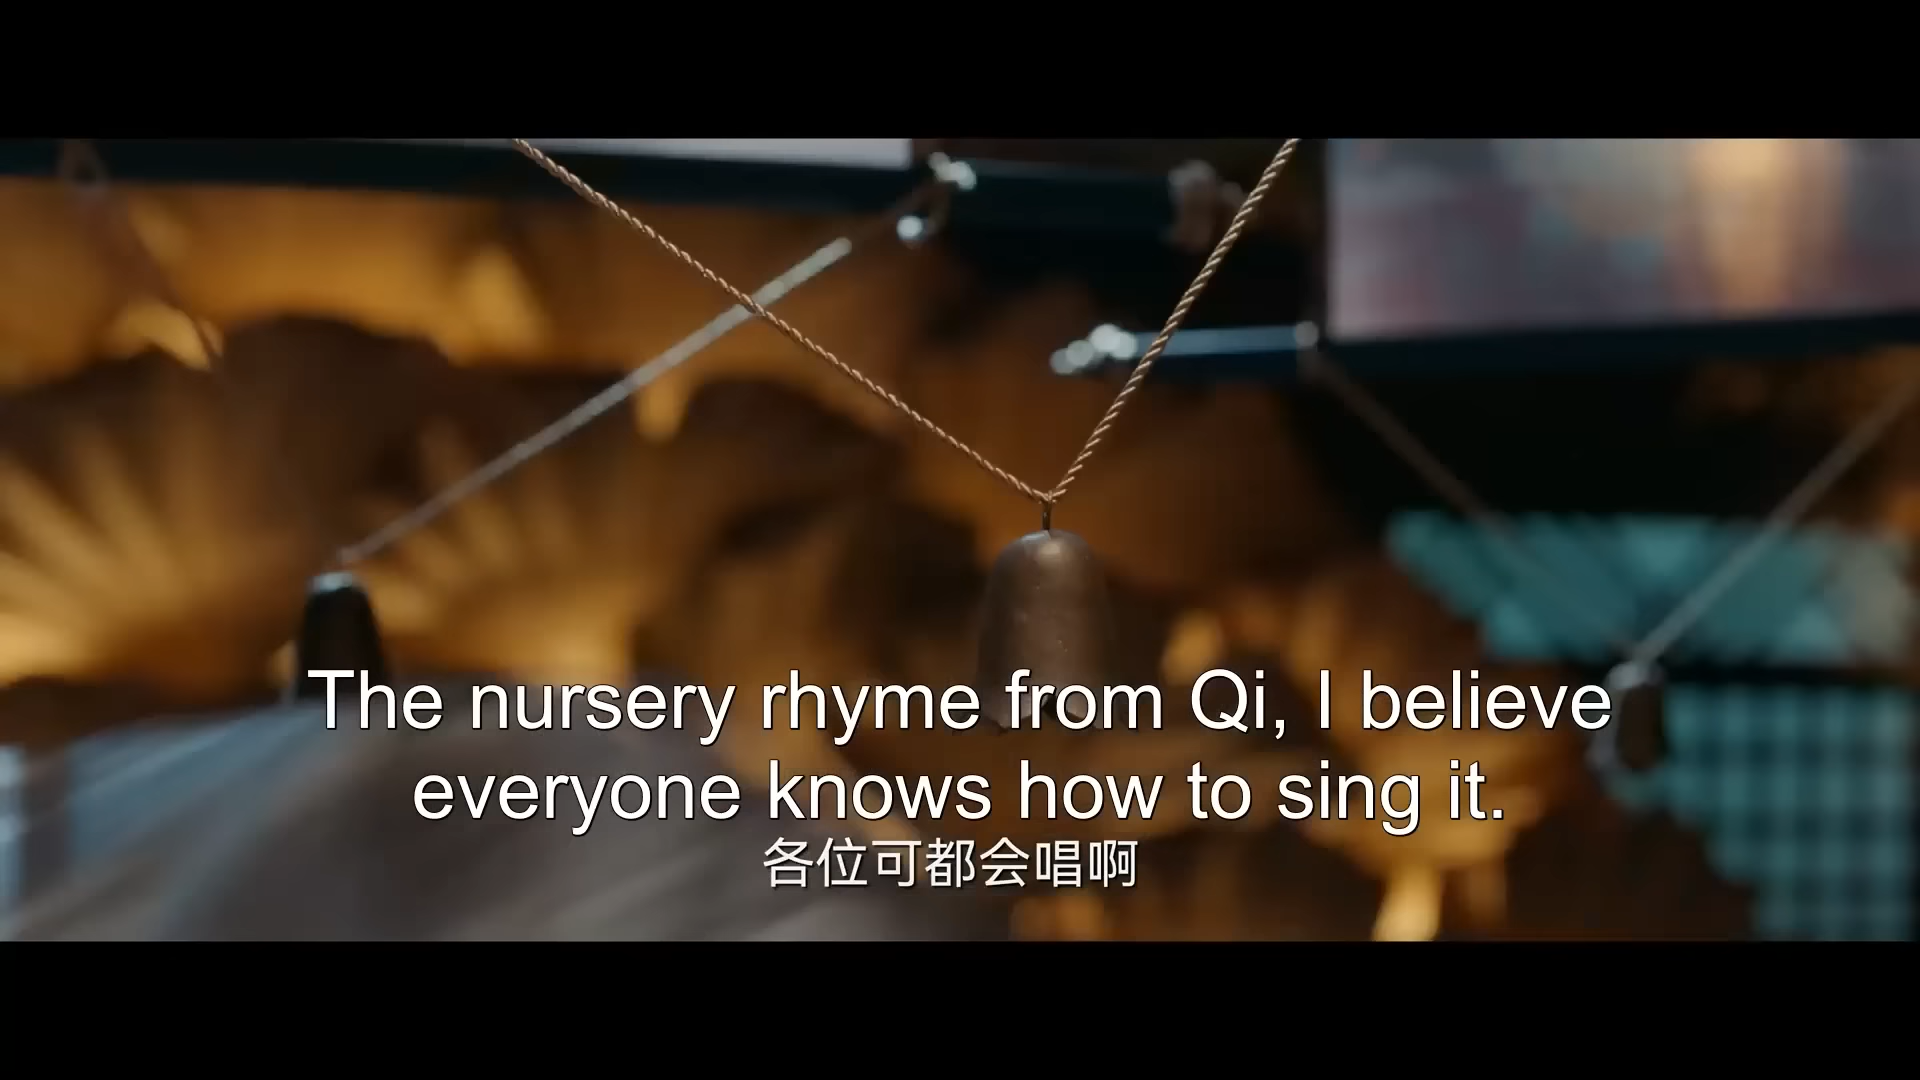 The nursery rhyme from Qi, I believe
everyone knows how to sing it.
各位可都会唱啊